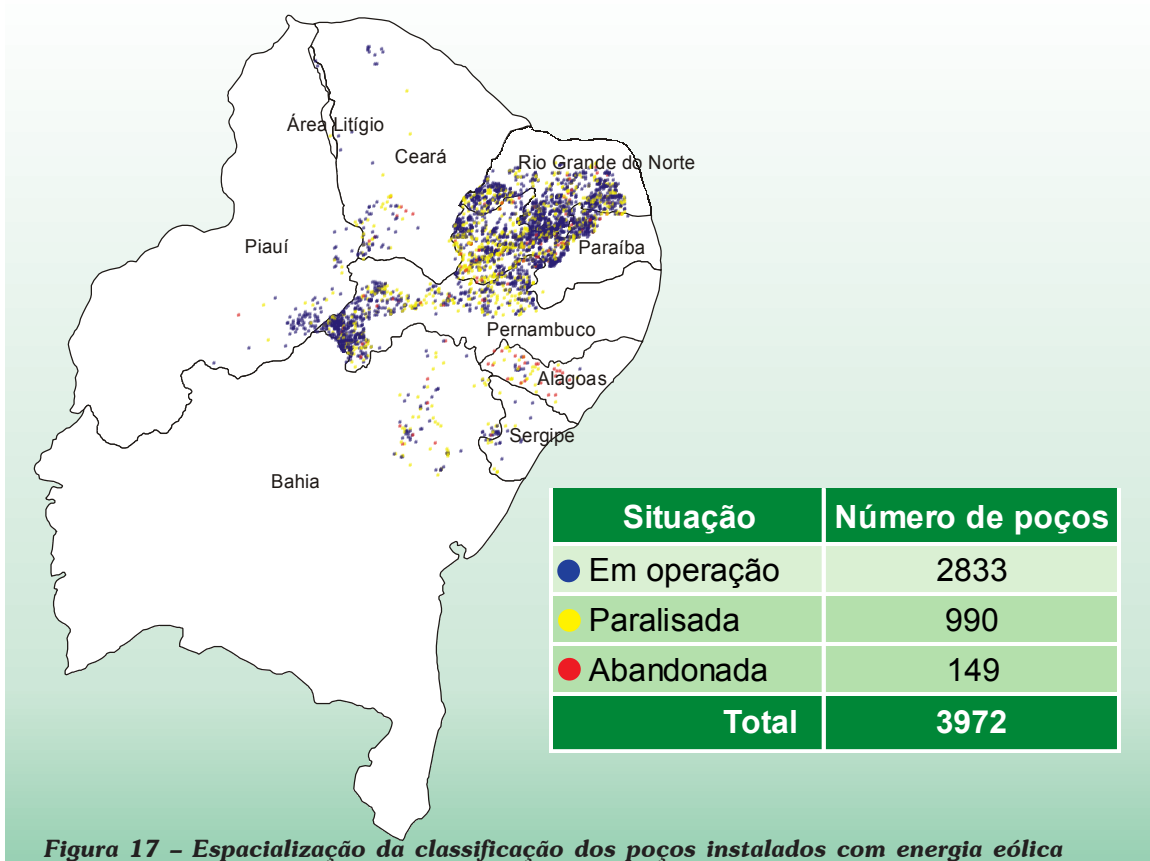 Área Litígio
Ceará
Rio Grande do Norte
Piauí
Paraíba
Pernambuco
Alagoas
Sergipe
Bahia
Situação Número de poços
Em operação 2833
Paralisada 990
Abandonada 149
Total 3972
Figura 17 – Espacialização da classificação dos poços instalados com energia eólica